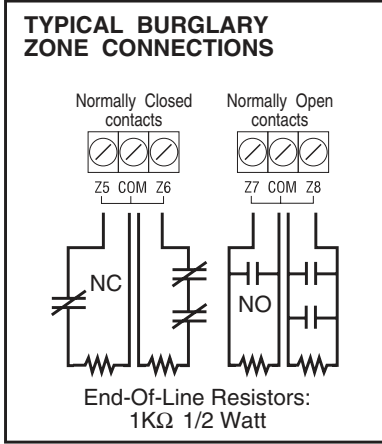 TYPICAL BURGLARY
ZONE CONNECTIONS
Normally Closed
contacts
Normally Open
contacts
Z5 COM Z6
Z7 COM Z8
NC
NO
End-Of-Line Resistors:
1KΩ 1/2 Watt